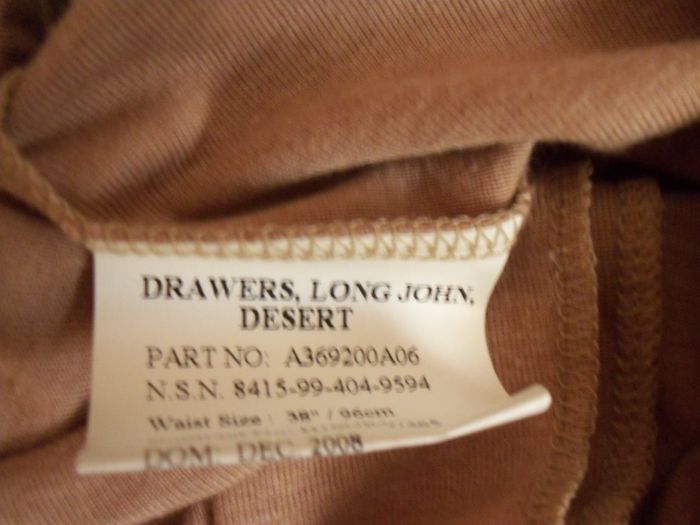 DRAWERS, LONG JOHN,
DESERT
PART NO: A369200A06
N.S.N. 8415-99-404-9594
Waist Size : 38" / 96cm
DOM: DEC. 2008